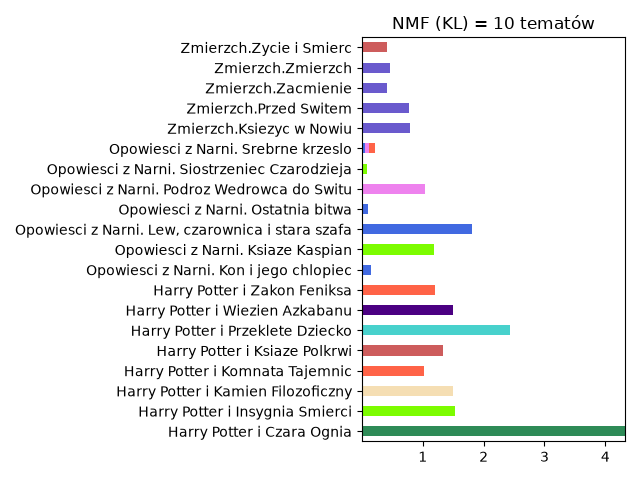 NMF (KL) = 10 tematów
Zmierzch.Zycie i Smierc
Zmierzch.Zmierzch
Zmierzch.Zacmienie
Zmierzch.Przed Switem
Zmierzch.Ksiezyc w Nowiu
Opowiesci z Narni. Srebrne krzeslo
Opowiesci z Narni. Siostrzeniec Czarodzieja
Opowiesci z Narni. Podroz Wedrowca do Switu
Opowiesci z Narni. Ostatnia bitwa
Opowiesci z Narni. Lew, czarownica i stara szafa
Opowiesci z Narni. Ksiaze Kaspian
Opowiesci z Narni. Kon i jego chlopiec
Harry Potter i Zakon Feniksa
Harry Potter i Wiezien Azkabanu
Harry Potter i Przeklete Dziecko
Harry Potter i Ksiaze Polkrwi
Harry Potter i Komnata Tajemnic
Harry Potter i Kamien Filozoficzny
Harry Potter i Insygnia Smierci
Harry Potter i Czara Ognia
1 2 3 4